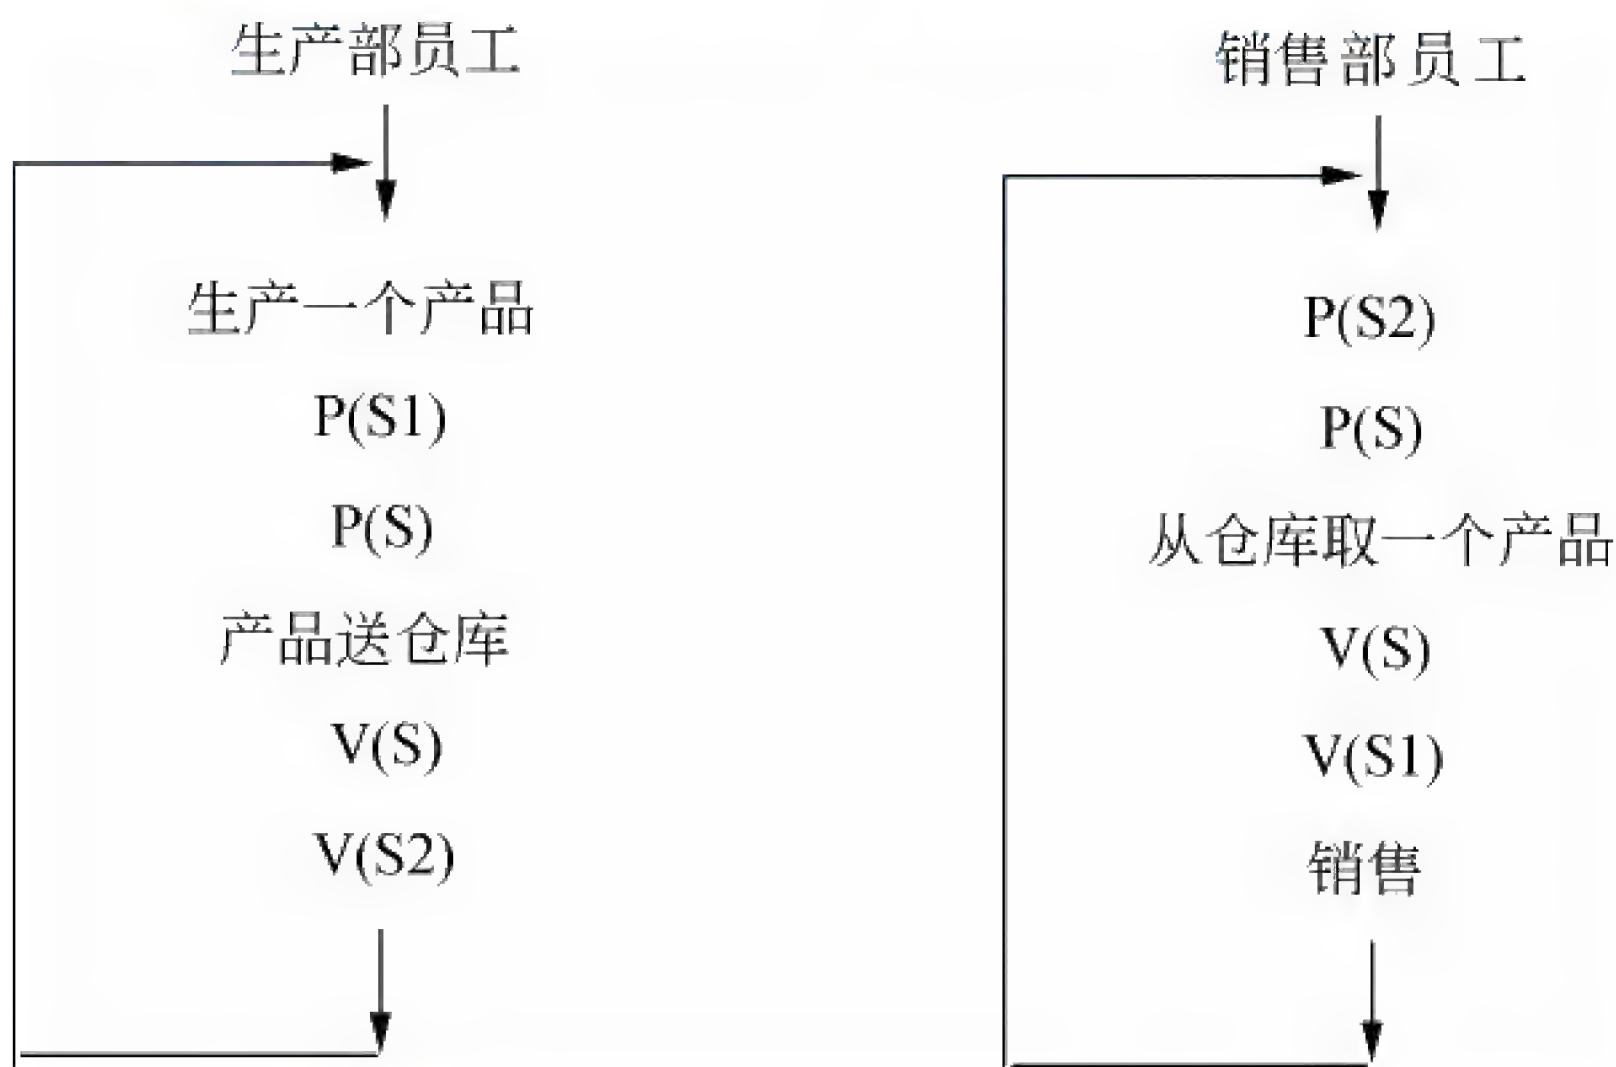 生产部员工
生产一个产品
P(S1)
P(S)
产品送仓库
V(S)
V(S2)
销售部员工
P(S2)
P(S)
从仓库取一个产品
V(S)
V(S1)
销售